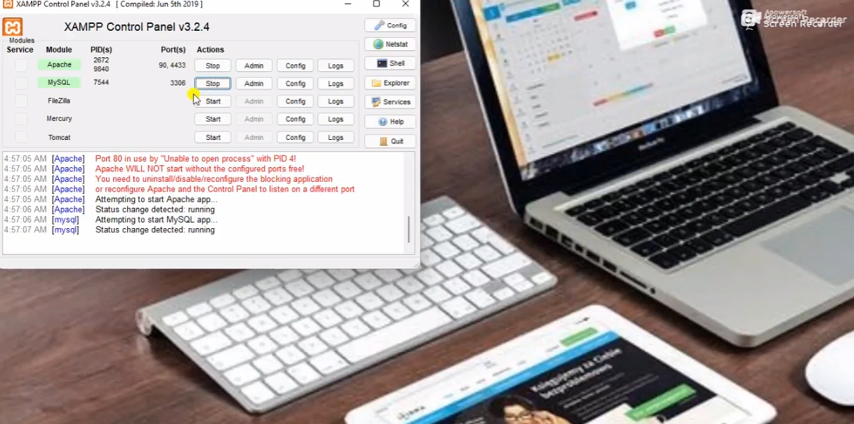 XAMPP Control Panel v3.2.4 [ Compiled: Jun 5th 2019 ]
XAMPP Control Panel v3.2.4
Config
Modules
Service Module PID(s) Port(s) Actions
Netstat
Apache 2672 9840 90, 4433 Stop Admin Config Logs
Shell
MySQL 7544 3306 Stop Admin Config Logs
Explorer
FileZilla Start Admin Config Logs
Services
Mercury Start Admin Config Logs
Help
Tomcat Start Admin Config Logs
Quit
4:57:05 AM [Apache] Port 80 in use by "Unable to open process" with PID 4!
4:57:05 AM [Apache] Apache WILL NOT start without the configured ports free!
4:57:05 AM [Apache] You need to uninstall/disable/reconfigure the blocking application
4:57:05 AM [Apache] or reconfigure Apache and the Control Panel to listen on a different port
4:57:05 AM [Apache] Attempting to start Apache app...
4:57:06 AM [Apache] Status change detected: running
4:57:06 AM [mysql] Attempting to start MySQL app...
4:57:07 AM [mysql] Status change detected: running
Apowersoft
Screen Recorder
Księgujemy za Ciebie
bezproblemowo